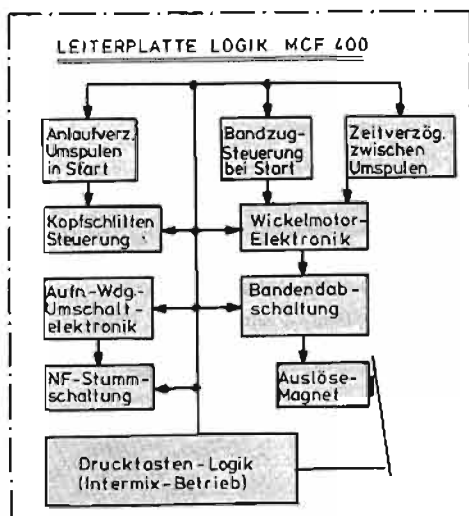 LEITERPLATTE LOGIK MCF 400
Anlaufverz.
Umspulen
in Start
Bandzug-
Steuerung
bei Start
Zeitverzög.
zwischen
Umspulen
Kopfschlitten
Steuerung
Wickelmotor-
Elektronik
Aufn-Wdg.-
Umschalt-
elektronik
Bandendab-
schaltung
NF-Stumm-
schaltung
Auslöse-
Magnet
Drucktasten-Logik
(Intermix-Betrieb)